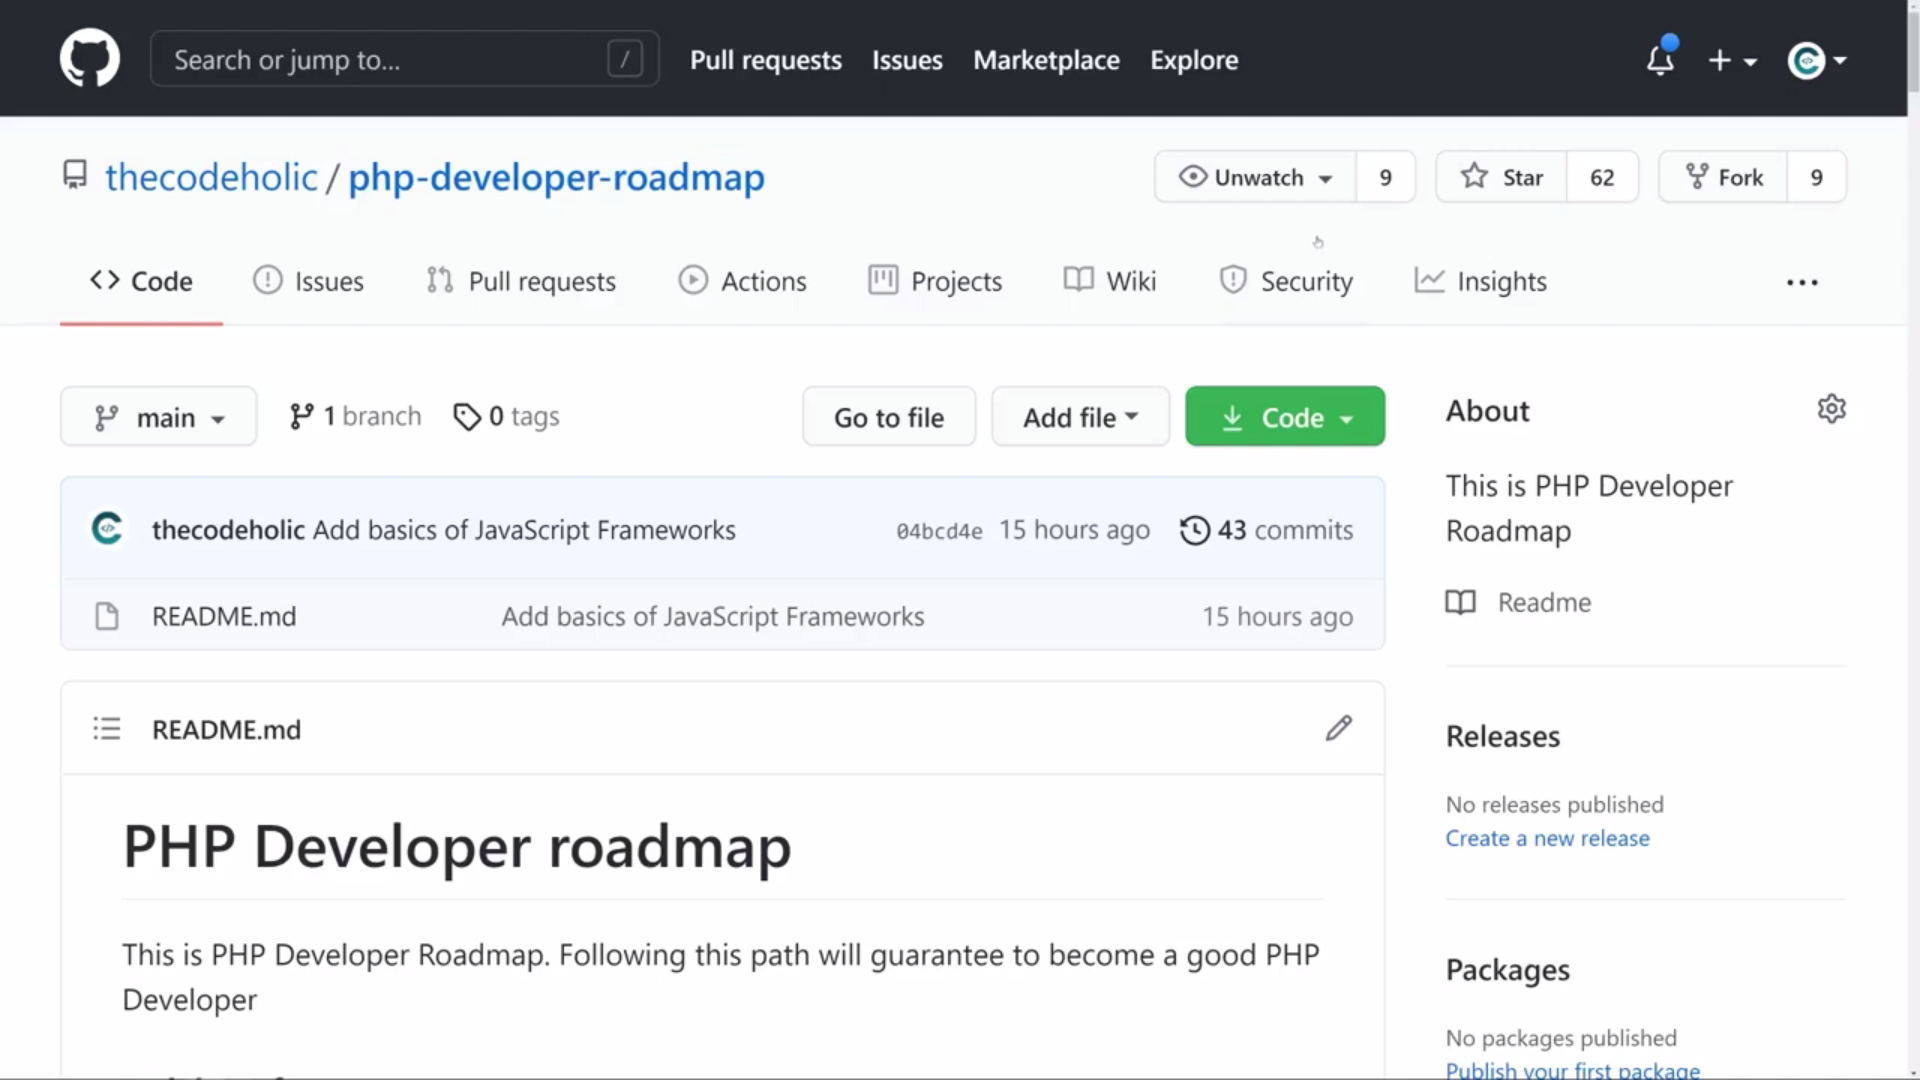 Search or jump to... /
Pull requests
Issues
Marketplace
Explore
thecodeholic / php-developer-roadmap
Unwatch 9
Star 62
Fork 9
Code
Issues
Pull requests
Actions
Projects
Wiki
Security
Insights
main
1 branch
0 tags
Go to file
Add file
Code
thecodeholic Add basics of JavaScript Frameworks 04bcd4e 15 hours ago 43 commits
README.md Add basics of JavaScript Frameworks 15 hours ago
README.md
PHP Developer roadmap
This is PHP Developer Roadmap. Following this path will guarantee to become a good PHP
Developer
About
This is PHP Developer
Roadmap
Readme
Releases
No releases published
Create a new release
Packages
No packages published
Publish your first package